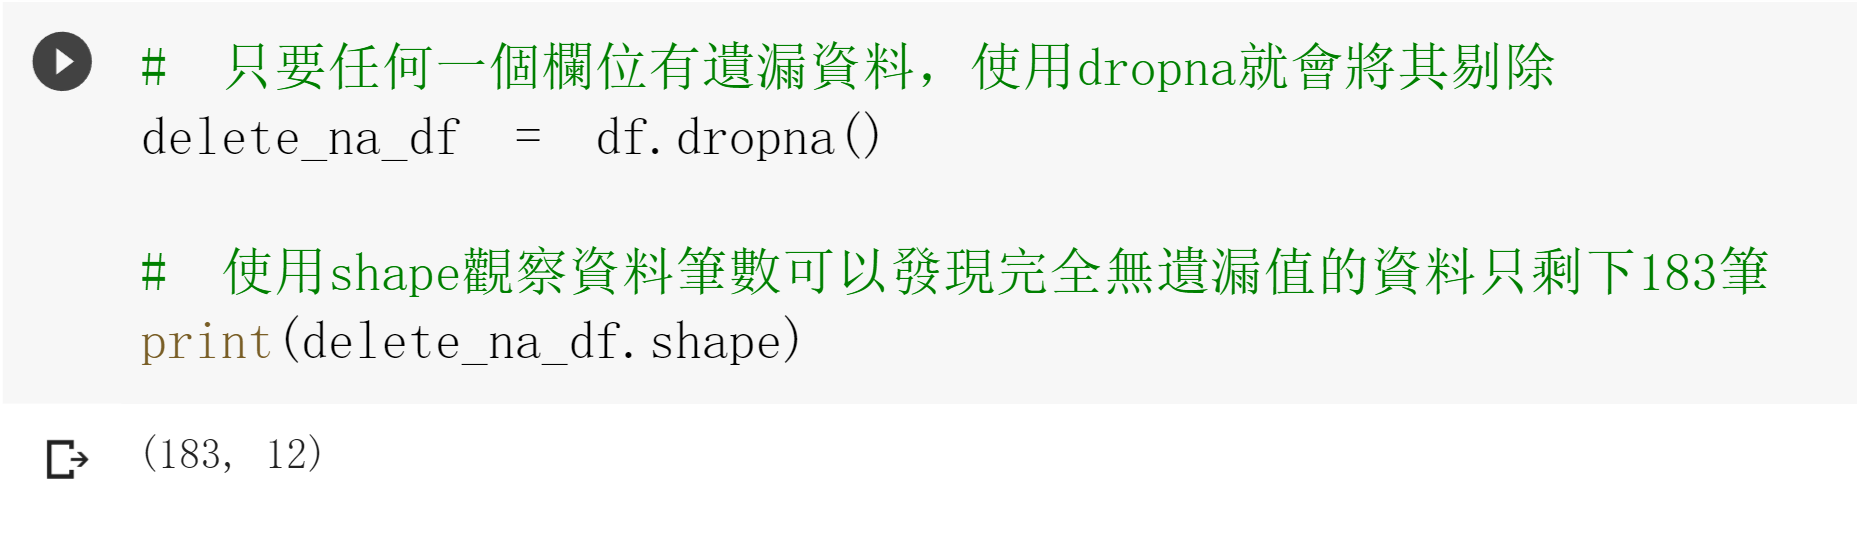 # 只要任何一個欄位有遺漏資料，使用dropna就會將其剔除
delete_na_df = df.dropna()
# 使用shape觀察資料筆數可以發現完全無遺漏值的資料只剩下183筆
print(delete_na_df.shape)
(183, 12)